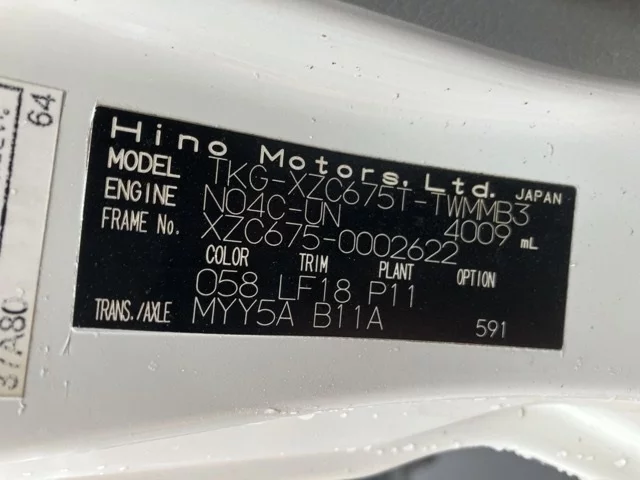 Hino Motors, Ltd. JAPAN
MODEL TKG-XZC675T-TWMMB3
ENGINE N04C-UN 4009 mL
FRAME No. XZC675-0002622
COLOR TRIM PLANT OPTION
058 LF18 P11
TRANS./AXLE MYY5A B11A 591
64
37A80